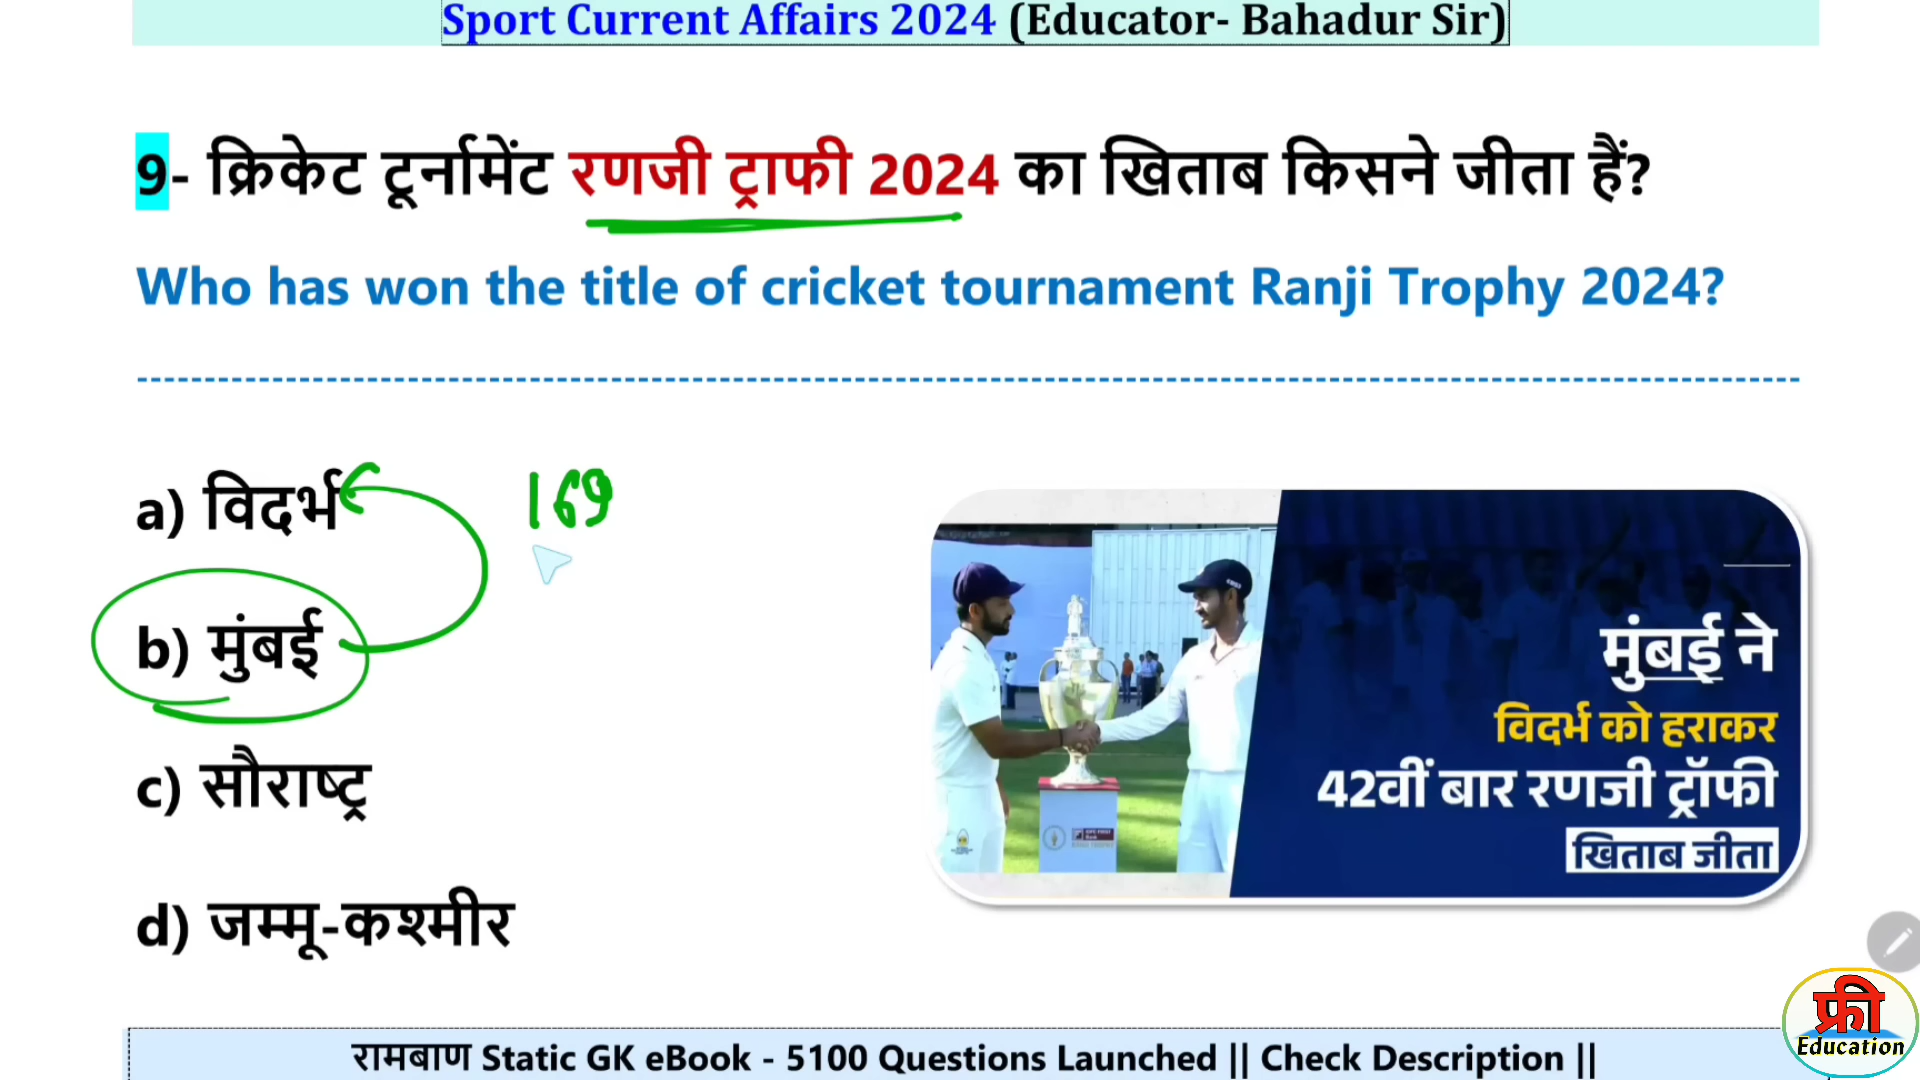 Sport Current Affairs 2024 (Educator- Bahadur Sir)
9- क्रिकेट टूर्नामेंट रणजी ट्राफी 2024 का खिताब किसने जीता हैं?
Who has won the title of cricket tournament Ranji Trophy 2024?
a) विदर्भ
169
b) मुंबई
c) सौराष्ट्र
d) जम्मू-कश्मीर
मुंबई ने
विदर्भ को हराकर
42वीं बार रणजी ट्रॉफी
खिताब जीता
रामबाण Static GK eBook - 5100 Questions Launched || Check Description ||
फ्री
Education